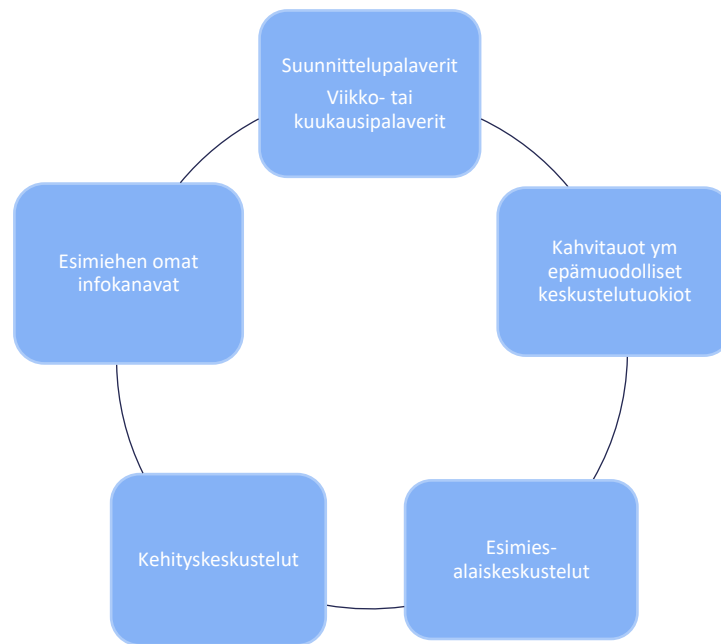 Suunnittelupalaverit
Viikko- tai
kuukausipalaverit
Kahvitauot ym
epämuodolliset
keskustelutuokiot
Esimies-
alaiskeskustelut
Kehityskeskustelut
Esimiehen omat
infokanavat